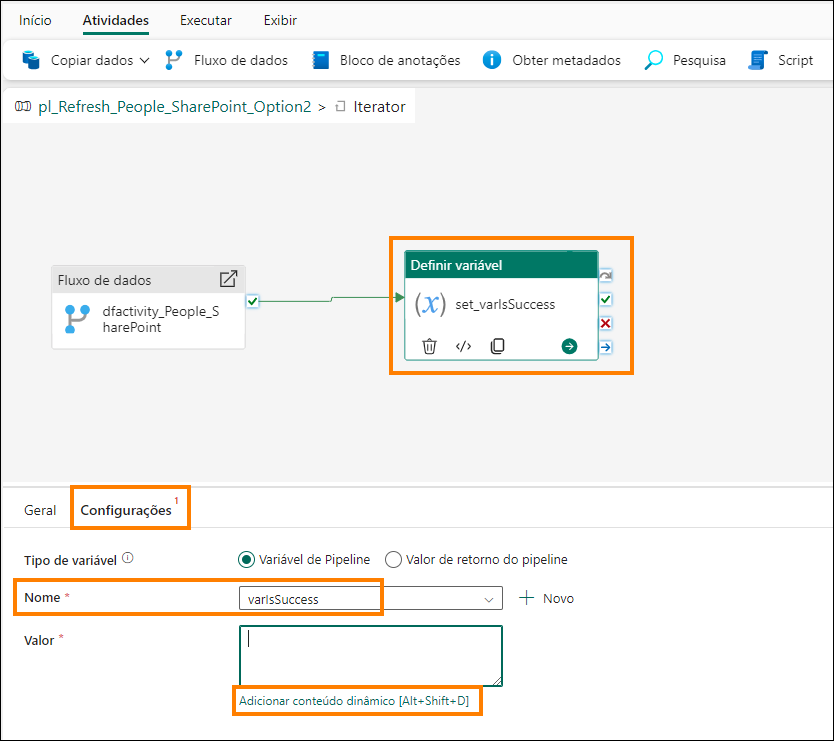 Início Atividades Executar Exibir
Copiar dados Fluxo de dados Bloco de anotações Obter metadados Pesquisa Script
pl_Refresh_People_SharePoint_Option2 > Iterator
Definir variável
Fluxo de dados
dfactivity_People_S
harePoint
(x) set_varIsSuccess
Geral Configurações 1
Tipo de variável Variável de Pipeline Valor de retorno do pipeline
Nome * varIsSuccess + Novo
Valor *
Adicionar conteúdo dinâmico [Alt+Shift+D]